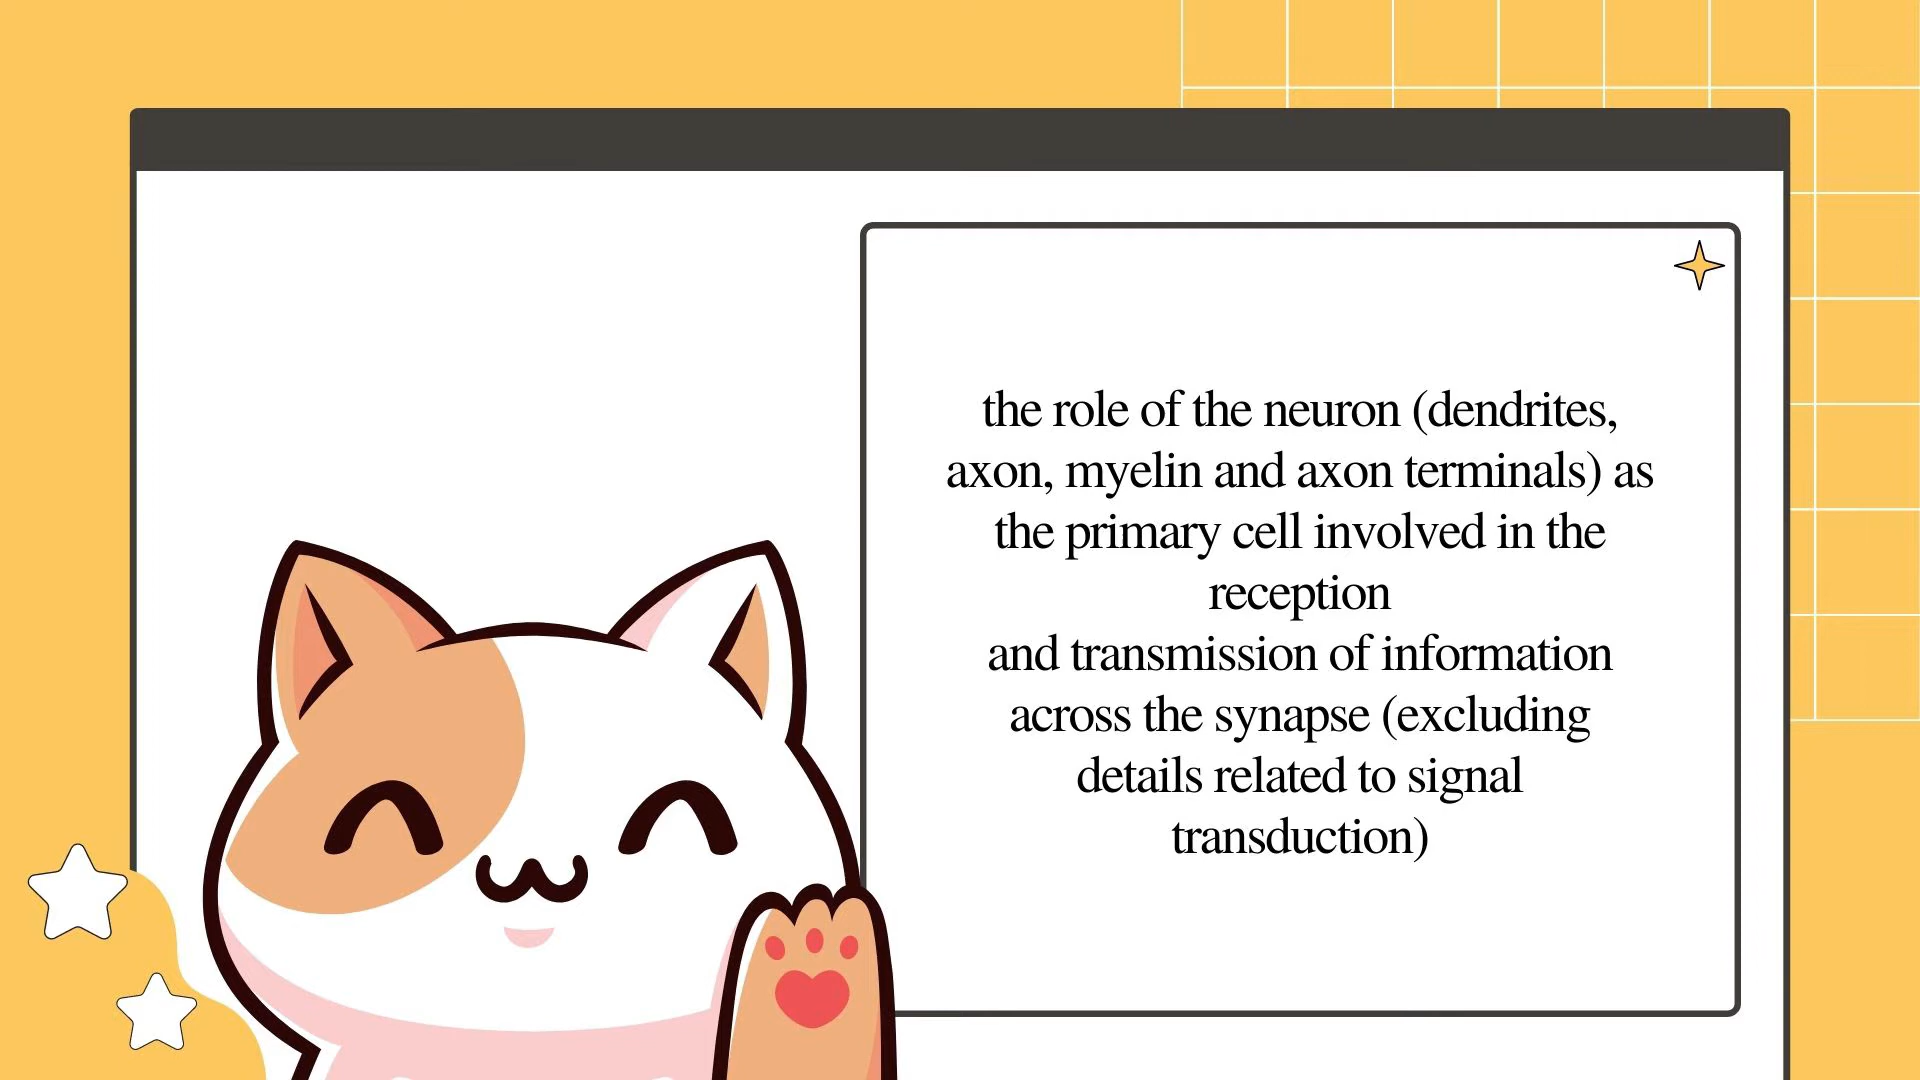 the role of the neuron (dendrites,
axon, myelin and axon terminals) as
the primary cell involved in the
reception
and transmission of information
across the synapse (excluding
details related to signal
transduction)